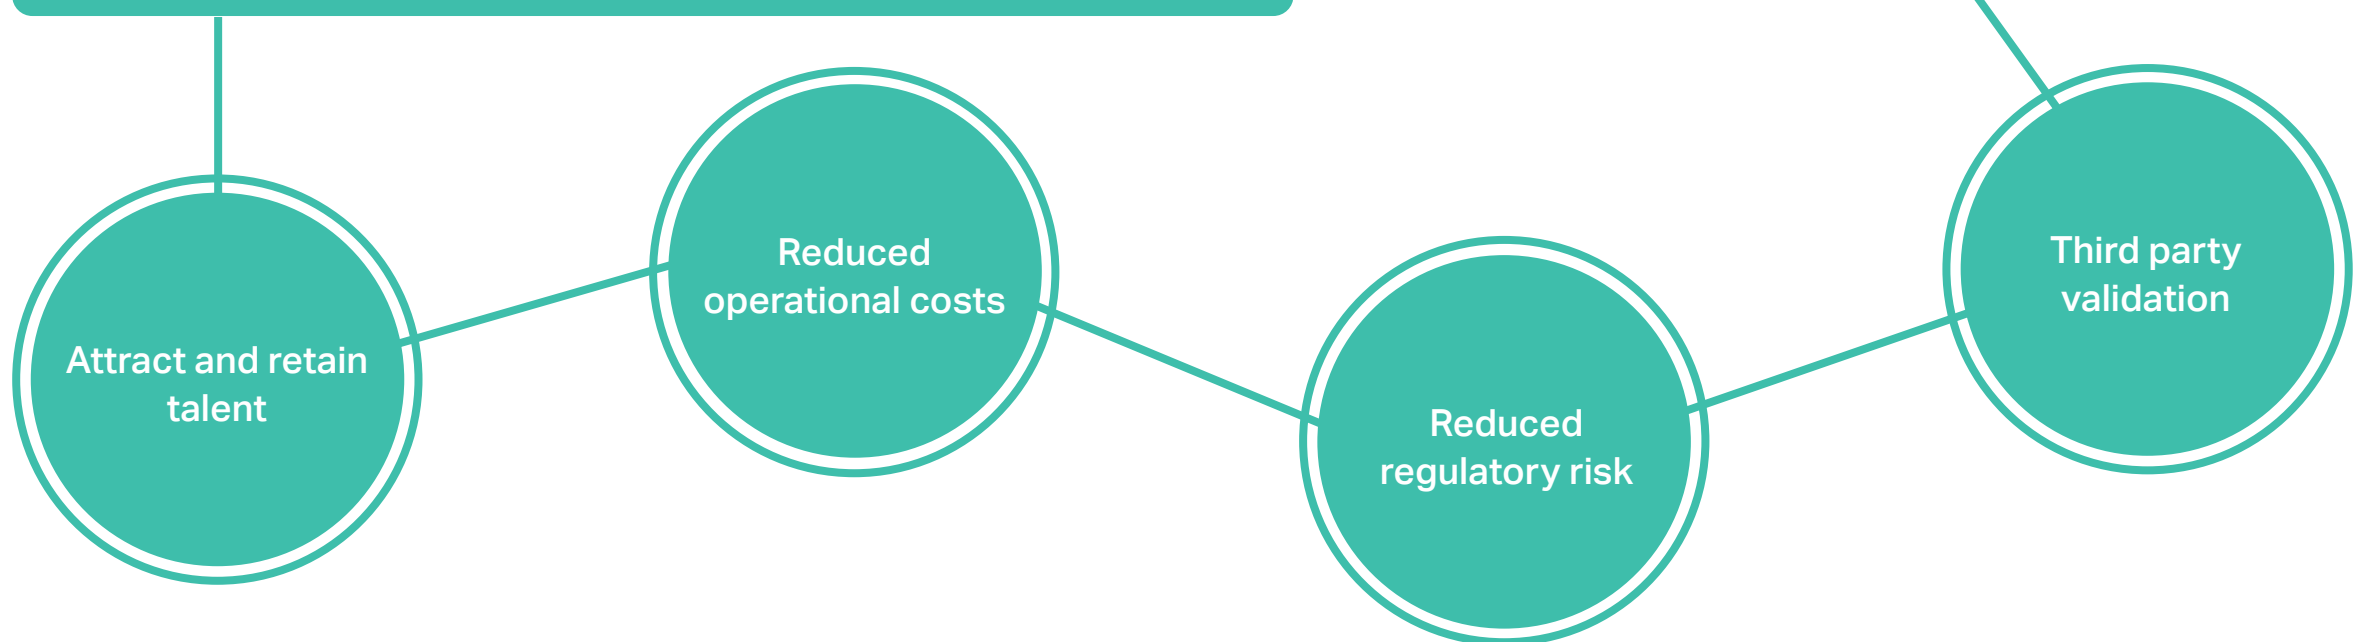 Attract and retain
talent
Reduced
operational costs
Reduced
regulatory risk
Third party
validation